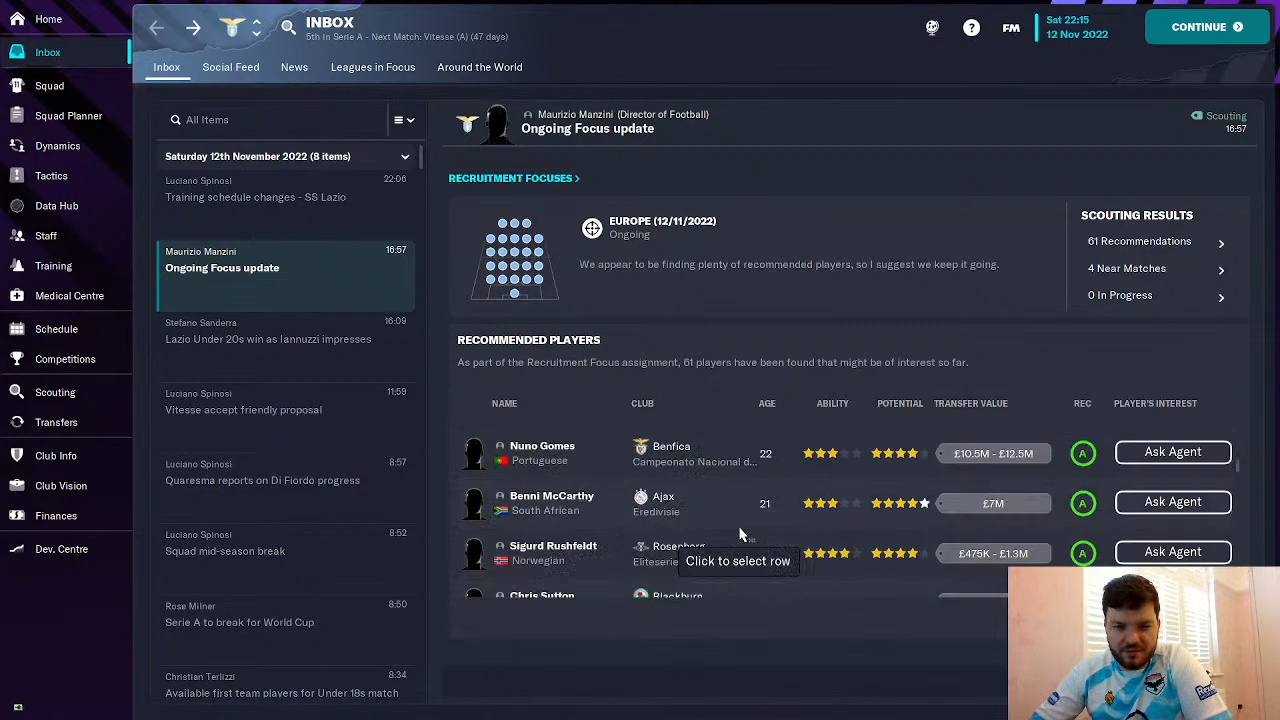 Home
INBOX
5th in Serie A - Next Match: Vitesse (A) (47 days)
FM
Sat 22:15
12 Nov 2022
CONTINUE
Inbox
Squad
Squad Planner
Dynamics
Tactics
Data Hub
Staff
Training
Medical Centre
Schedule
Competitions
Scouting
Transfers
Club Info
Club Vision
Finances
Dev. Centre
Inbox
Social Feed
News
Leagues in Focus
Around the World
All Items
Saturday 12th November 2022 (8 items)
Luciano Spinosi 22:06
Training schedule changes - SS Lazio
Maurizio Manzini 16:57
Ongoing Focus update
Stefano Sanderra 16:09
Lazio Under 20s win as Iannuzzi impresses
Luciano Spinosi 11:59
Vitesse accept friendly proposal
Luciano Spinosi 8:57
Quaresma reports on Di Fiordo progress
Luciano Spinosi 8:52
Squad mid-season break
Rose Milner 8:50
Serie A to break for World Cup
Christian Terlizzi 8:34
Available first team players for Under 18s match
Maurizio Manzini (Director of Football)
Ongoing Focus update
Scouting
16:57
RECRUITMENT FOCUSES >
EUROPE (12/11/2022)
Ongoing
We appear to be finding plenty of recommended players, so I suggest we keep it going.
SCOUTING RESULTS
61 Recommendations
4 Near Matches
0 In Progress
RECOMMENDED PLAYERS
As part of the Recruitment Focus assignment, 61 players have been found that might be of interest so far.
NAME CLUB AGE ABILITY POTENTIAL TRANSFER VALUE REC PLAYER'S INTEREST
Nuno Gomes Benfica 22 £10.5M - £12.5M A Ask Agent
Portuguese Campeonato Nacional d...
Benni McCarthy Ajax 21 £7M A Ask Agent
South African Eredivisie
Sigurd Rushfeldt Rosenborg £475K - £1.3M A Ask Agent
Norwegian Eliteserie
Click to select row
Chris Sutton Blackburn